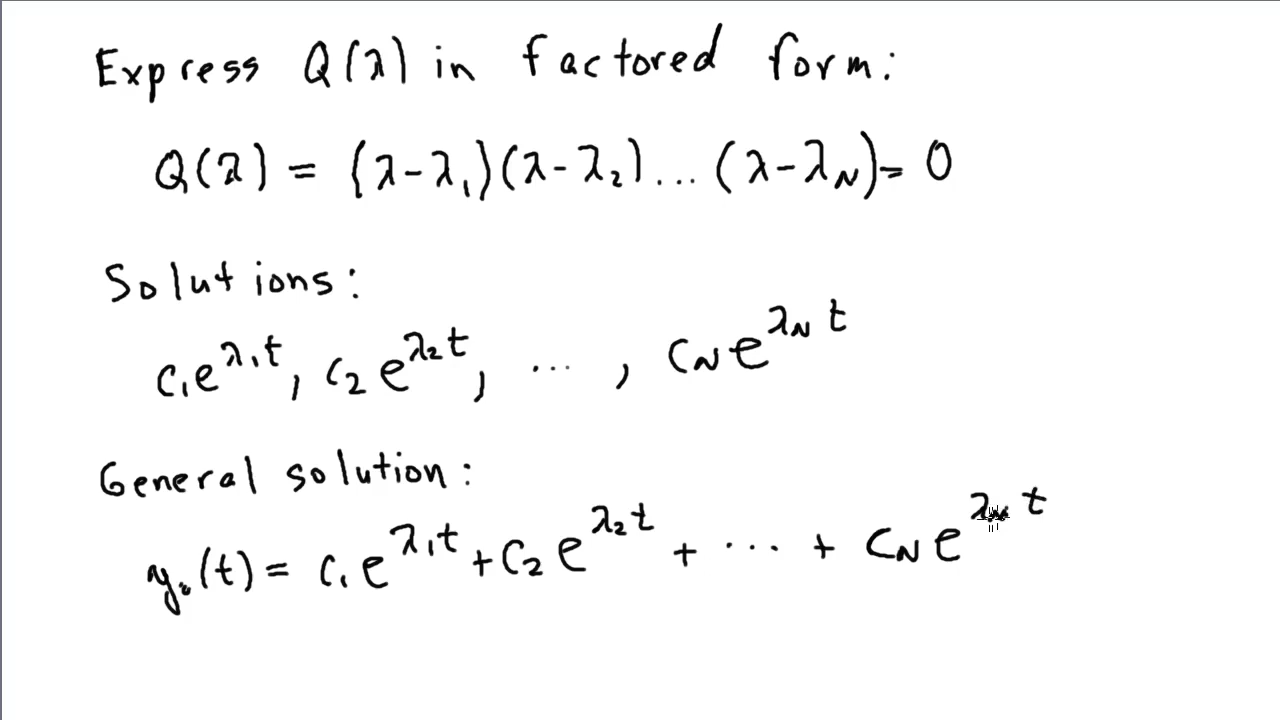 Express Q(λ) in factored form:
Q(λ) = (λ-λ₁)(λ-λ₂)...(λ-λ_N)= 0
Solutions:
c₁e^{λ₁t}, c₂e^{λ₂t}, ... , c_N e^{λ_N t}
General solution:
y₀(t) = c₁e^{λ₁t} + c₂e^{λ₂t} + ... + c_N e^{λ_N t}